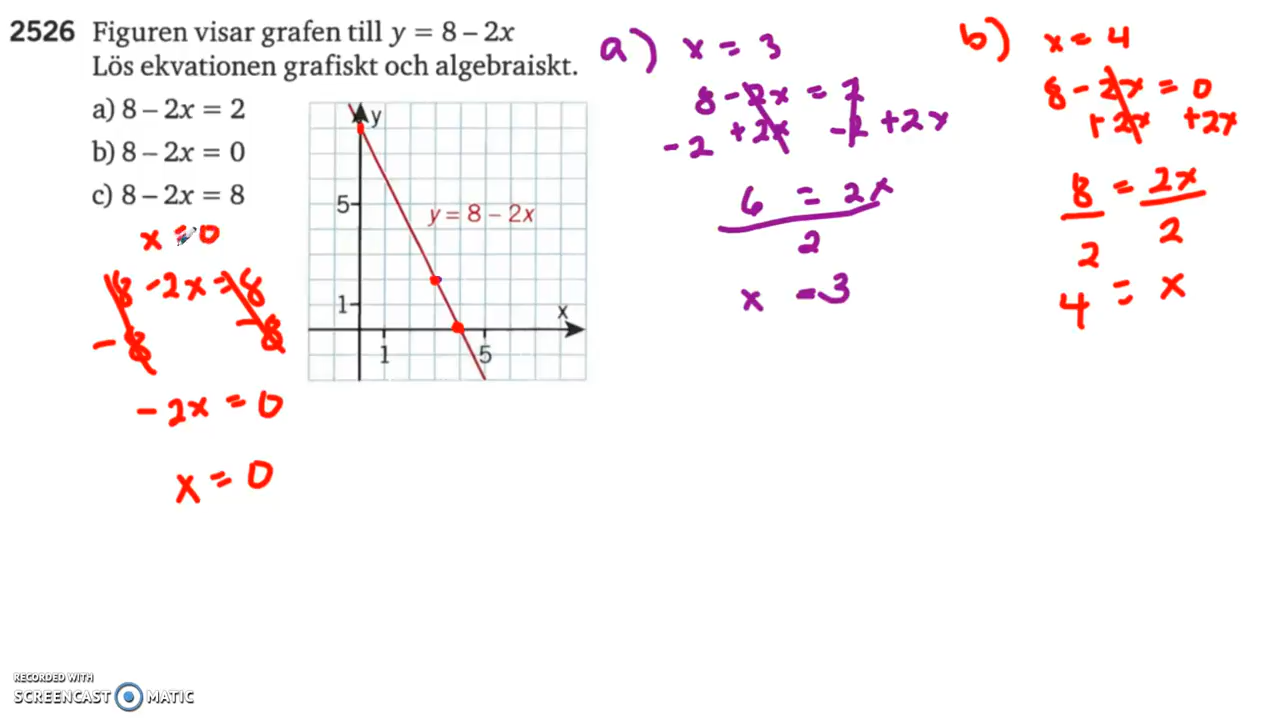 2526 Figuren visar grafen till y = 8 – 2x
Lös ekvationen grafiskt och algebraiskt.
a) 8 – 2x = 2
b) 8 – 2x = 0
c) 8 – 2x = 8
x = 0
8 - 2x = 8
- 8 - 8
- 2x = 0
x = 0
y
5
y = 8 – 2x
1
x
1 5
a) x = 3
8 - 2x = 2
-2 +2x -2 +2x
6 = 2x
2
x = 3
b) x = 4
8 - 2x = 0
+2x +2x
8 = 2x
2 2
4 = x
RECORDED WITH
SCREENCAST MATIC